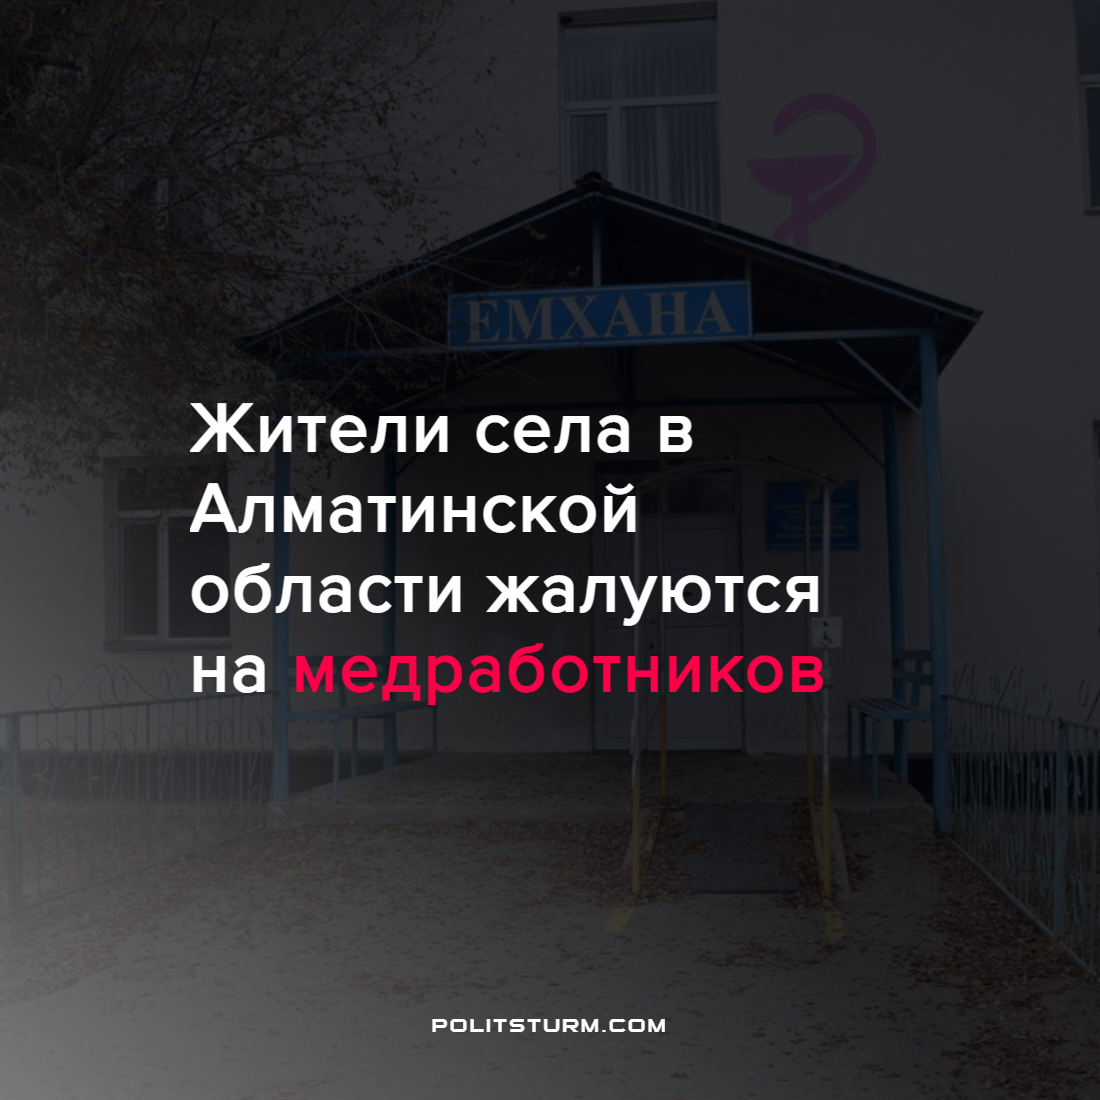 ЕМХАНА
Жители села в
Алматинской
области жалуются
на медработников
POLITSTURM.COM